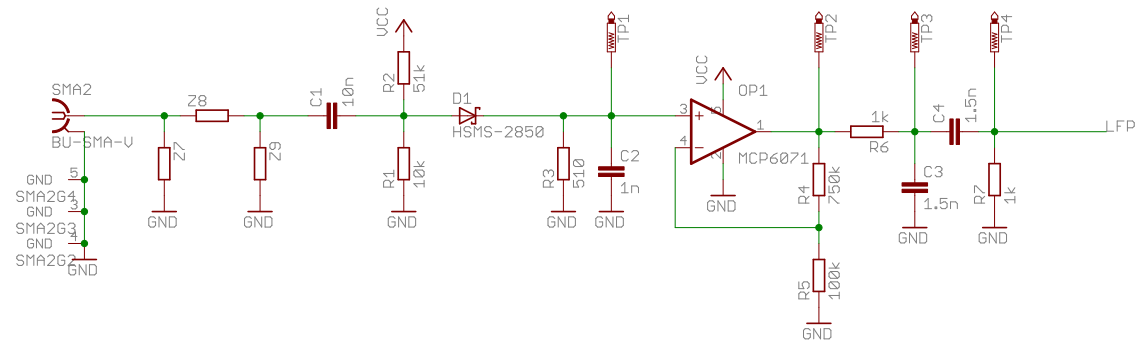 SMA2
BU-SMA-V
GND
5
SMA2G4
GND
3
SMA2G3
GND
4
SMA2G2
GND
Z7
GND
Z8
Z9
GND
C1
10n
VCC
R2
51k
R1
10k
GND
D1
HSMS-2850
R3
510
GND
TP1
C2
1n
GND
VCC
OP1
3
+
4
-
5
2
1
MCP6071
GND
TP2
R4
750k
R5
100k
GND
1k
R6
TP3
C3
1.5n
GND
C4
1.5n
TP4
R7
1k
GND
LFP